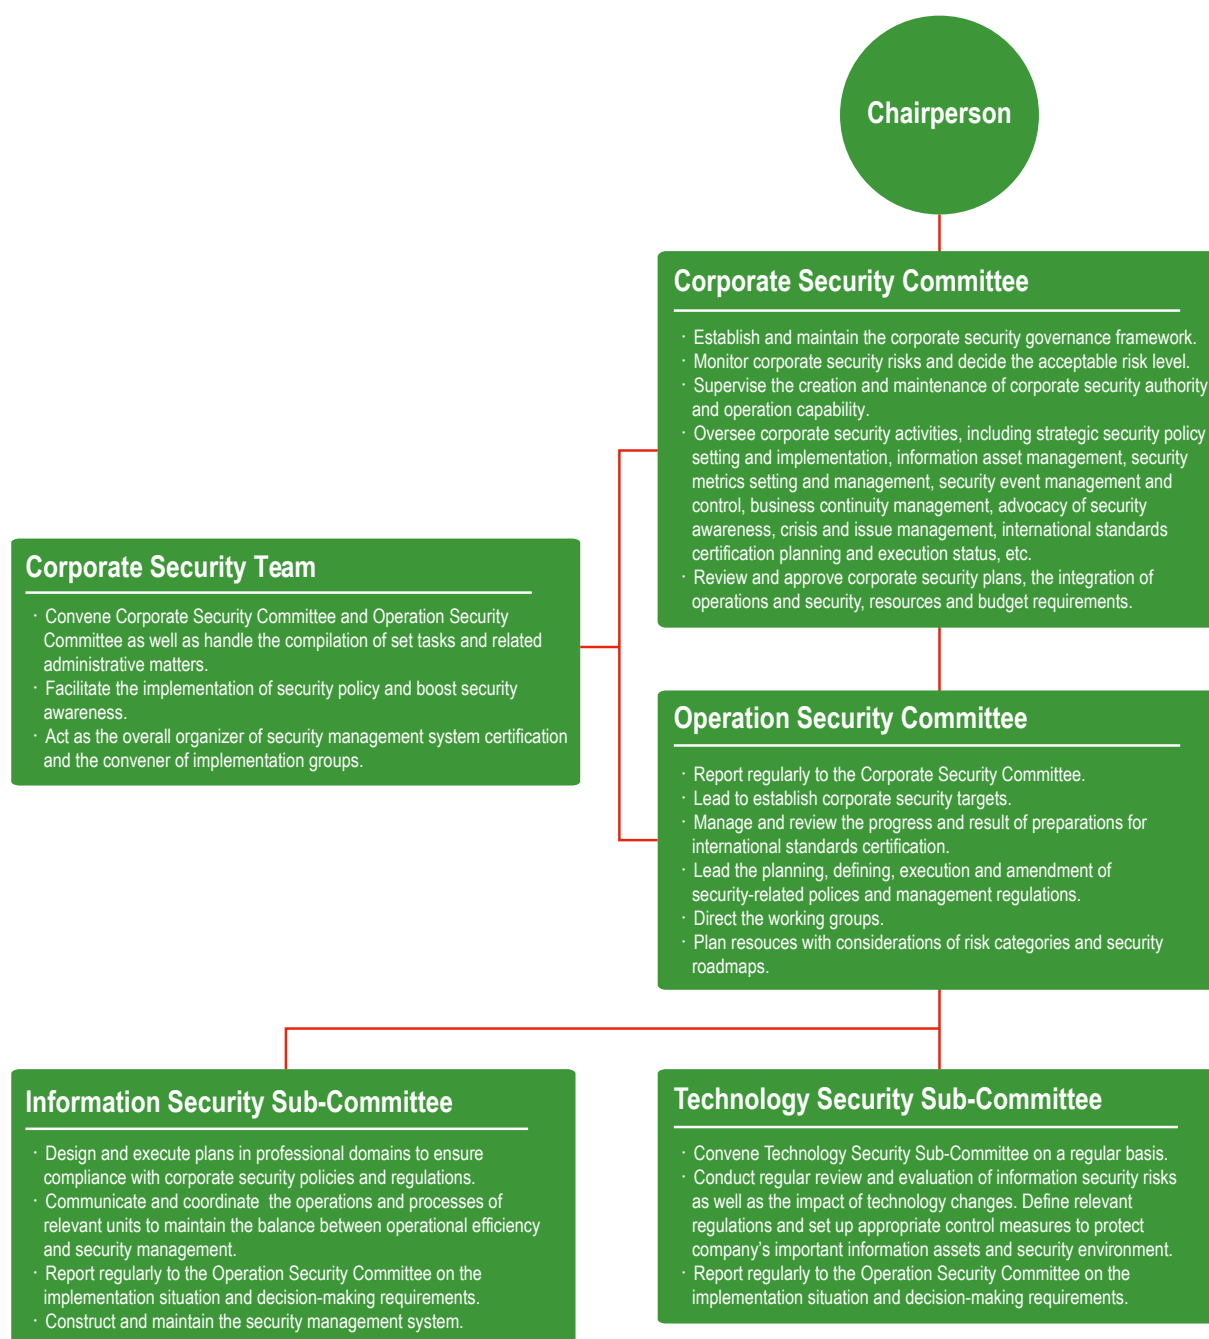 Chairperson
Corporate Security Committee
· Establish and maintain the corporate security governance framework.
· Monitor corporate security risks and decide the acceptable risk level.
· Supervise the creation and maintenance of corporate security authority
and operation capability.
· Oversee corporate security activities, including strategic security policy
setting and implementation, information asset management, security
metrics setting and management, security event management and
control, business continuity management, advocacy of security
awareness, crisis and issue management, international standards
certification planning and execution status, etc.
· Review and approve corporate security plans, the integration of
operations and security, resources and budget requirements.
Corporate Security Team
· Convene Corporate Security Committee and Operation Security
Committee as well as handle the compilation of set tasks and related
administrative matters.
· Facilitate the implementation of security policy and boost security
awareness.
· Act as the overall organizer of security management system certification
and the convener of implementation groups.
Operation Security Committee
· Report regularly to the Corporate Security Committee.
· Lead to establish corporate security targets.
· Manage and review the progress and result of preparations for
international standards certification.
· Lead the planning, defining, execution and amendment of
security-related polices and management regulations.
· Direct the working groups.
· Plan resouces with considerations of risk categories and security
roadmaps.
Information Security Sub-Committee
· Design and execute plans in professional domains to ensure
compliance with corporate security policies and regulations.
· Communicate and coordinate  the operations and processes of
relevant units to maintain the balance between operational efficiency
and security management.
· Report regularly to the Operation Security Committee on the
implementation situation and decision-making requirements.
· Construct and maintain the security management system.
Technology Security Sub-Committee
· Convene Technology Security Sub-Committee on a regular basis.
· Conduct regular review and evaluation of information security risks
as well as the impact of technology changes. Define relevant
regulations and set up appropriate control measures to protect
company's important information assets and security environment.
· Report regularly to the Operation Security Committee on the
implementation situation and decision-making requirements.